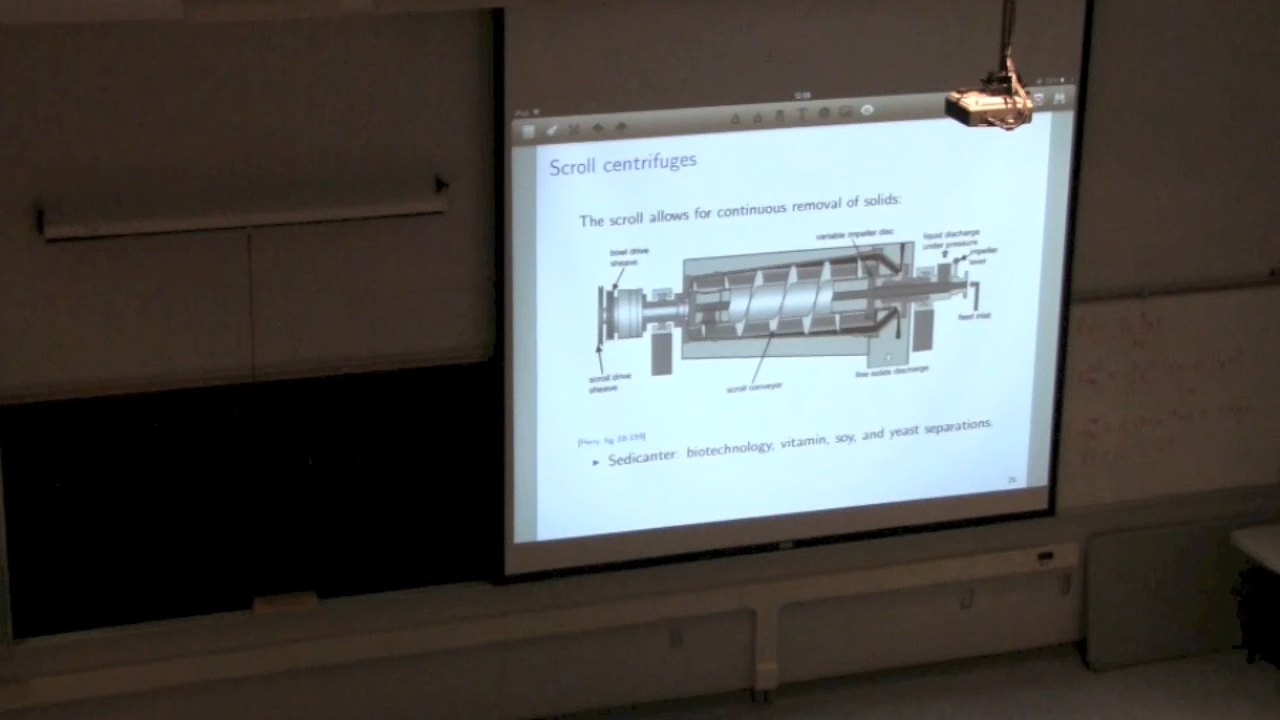 12:09
Scroll centrifuges
The scroll allows for continuous removal of solids:
variable impeller disc
liquid discharge
under pressure
impeller
lever
bowl drive
sheave
feed inlet
scroll drive
sheave
scroll conveyor
fine solids discharge
► Sedicanter: biotechnology, vitamin, soy, and yeast separations.